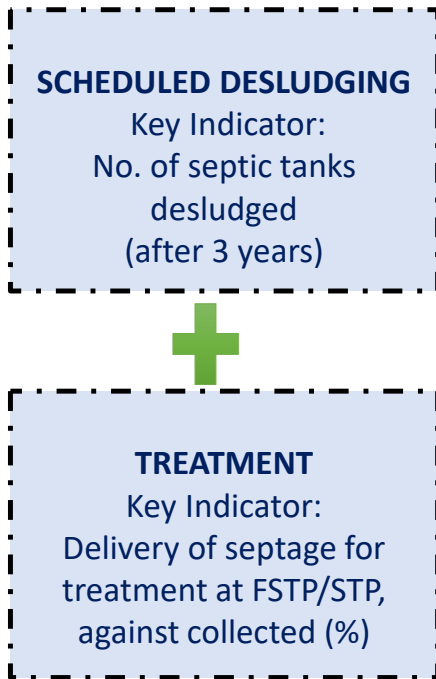 SCHEDULED DESLUDGING
Key Indicator:
No. of septic tanks
desludged
(after 3 years)
TREATMENT
Key Indicator:
Delivery of septage for
treatment at FSTP/STP,
against collected (%)